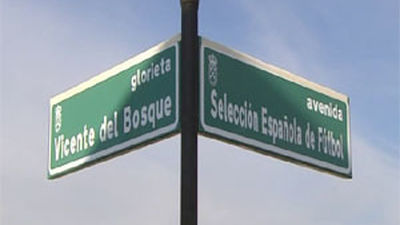 glorieta
Vicente del Bosque
avenida
Selección Española de Fútbol